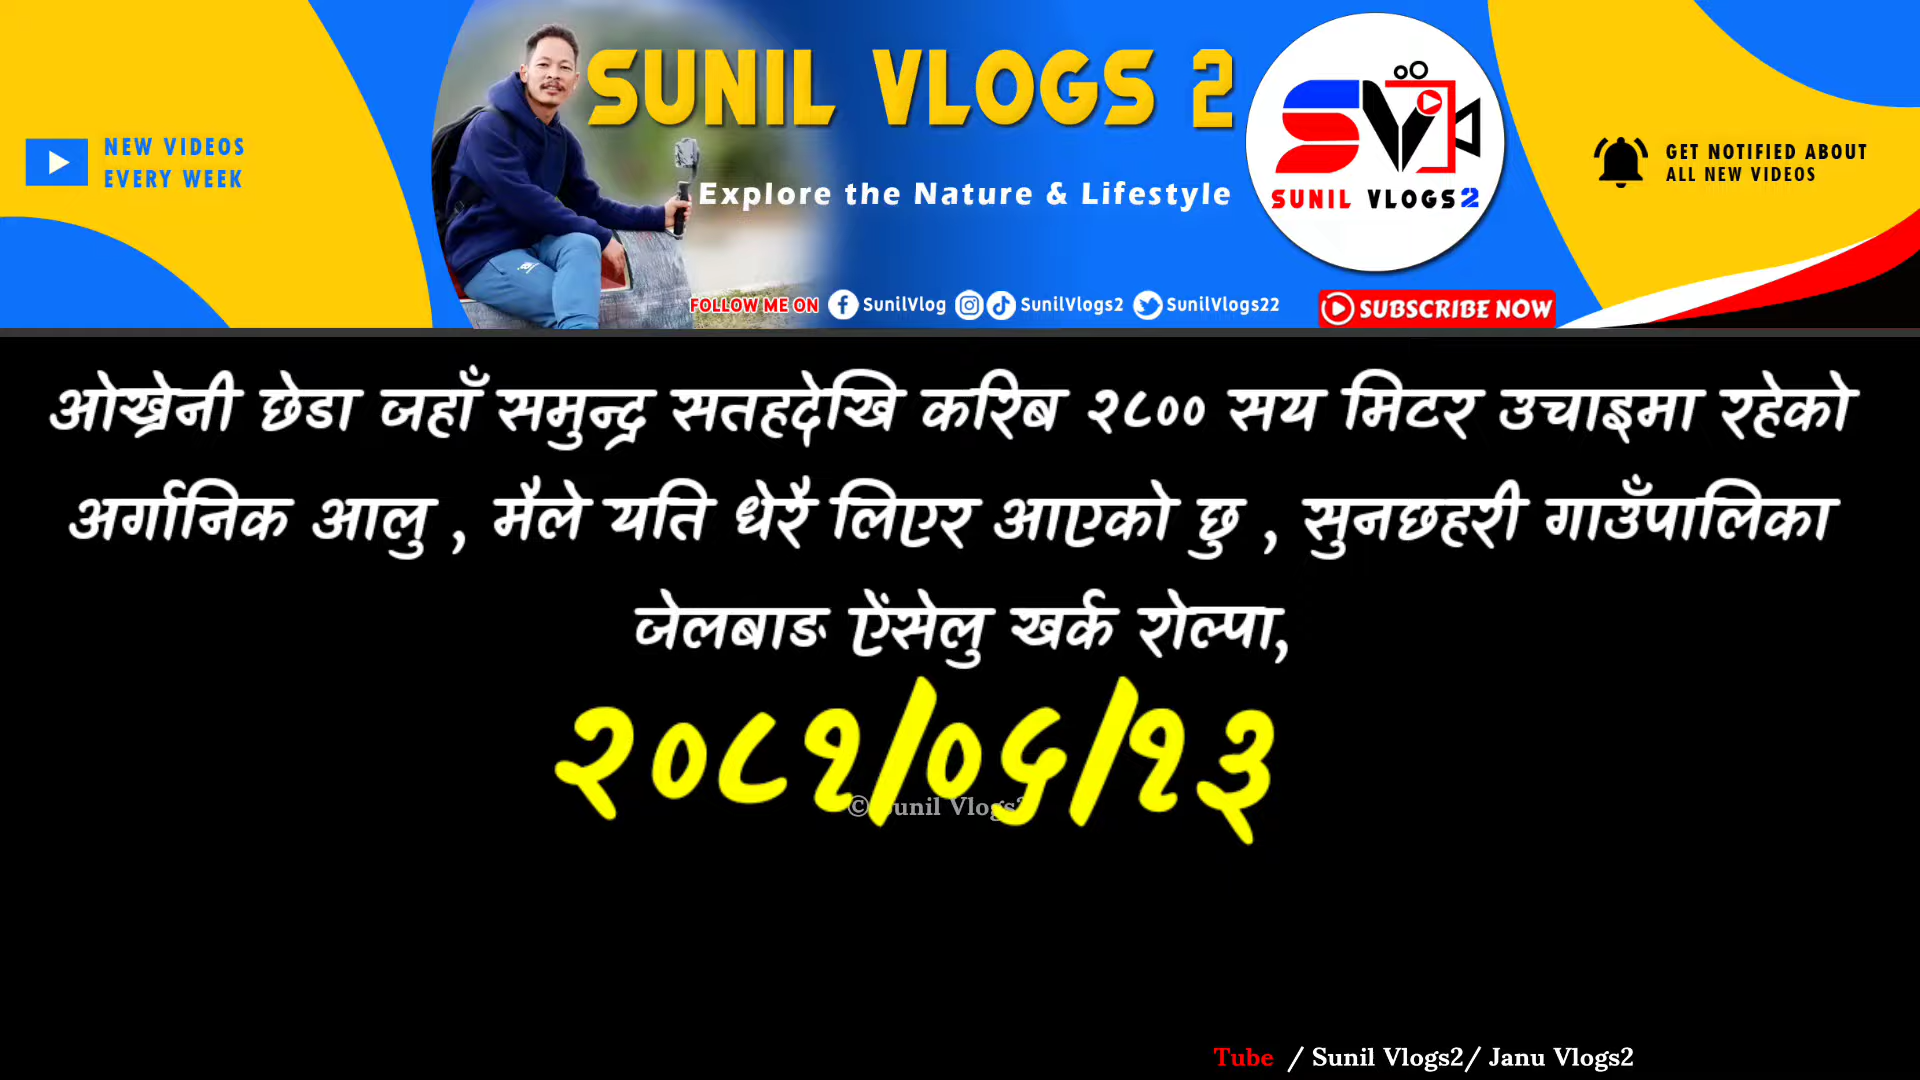 SUNIL VLOGS 2
NEW VIDEOS
EVERY WEEK
Explore the Nature & Lifestyle
SUNIL VLOGS2
GET NOTIFIED ABOUT
ALL NEW VIDEOS
FOLLOW ME ON SunilVlog SunilVlogs2 SunilVlogs22
SUBSCRIBE NOW
ओख्रेनी छेडा जहाँ समुन्द्र सतहदेखि करिब २८०० सय मिटर उचाइमा रहेको
अर्गानिक आलु , मैले यति धेरै लिएर आएको छु , सुनछहरी गाउँपालिका
जेलबाङ ऐंसेलु खर्क रोल्पा,
२०८१/०६/१३
© Sunil Vlogs2
Tube / Sunil Vlogs2/ Janu Vlogs2